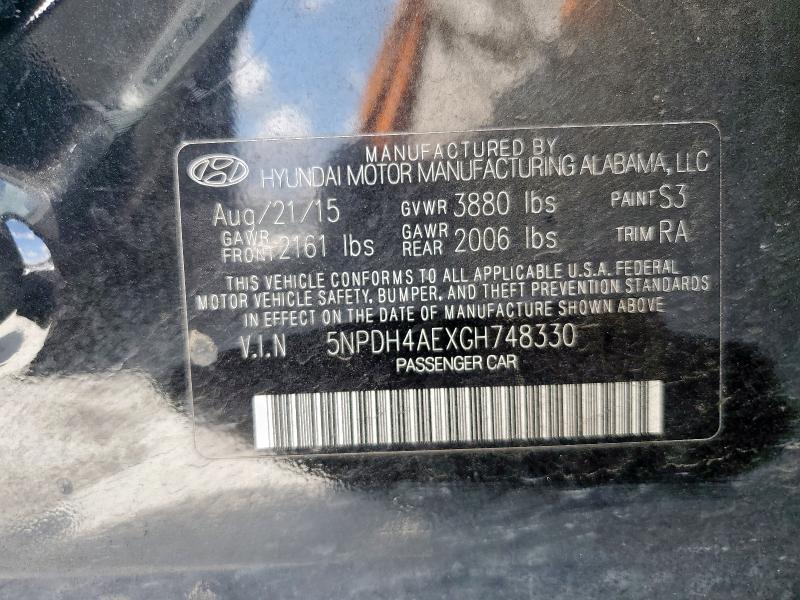 MANUFACTURED BY
HYUNDAI MOTOR MANUFACTURING ALABAMA, LLC
Aug/21/15 GVWR 3880 lbs PAINT S3
GAWR FRONT 2161 lbs GAWR REAR 2006 lbs TRIM RA
THIS VEHICLE CONFORMS TO ALL APPLICABLE U.S.A. FEDERAL
MOTOR VEHICLE SAFETY, BUMPER, AND THEFT PREVENTION STANDARDS
IN EFFECT ON THE DATE OF MANUFACTURE SHOWN ABOVE
V.I.N 5NPDH4AEXGH748330
PASSENGER CAR